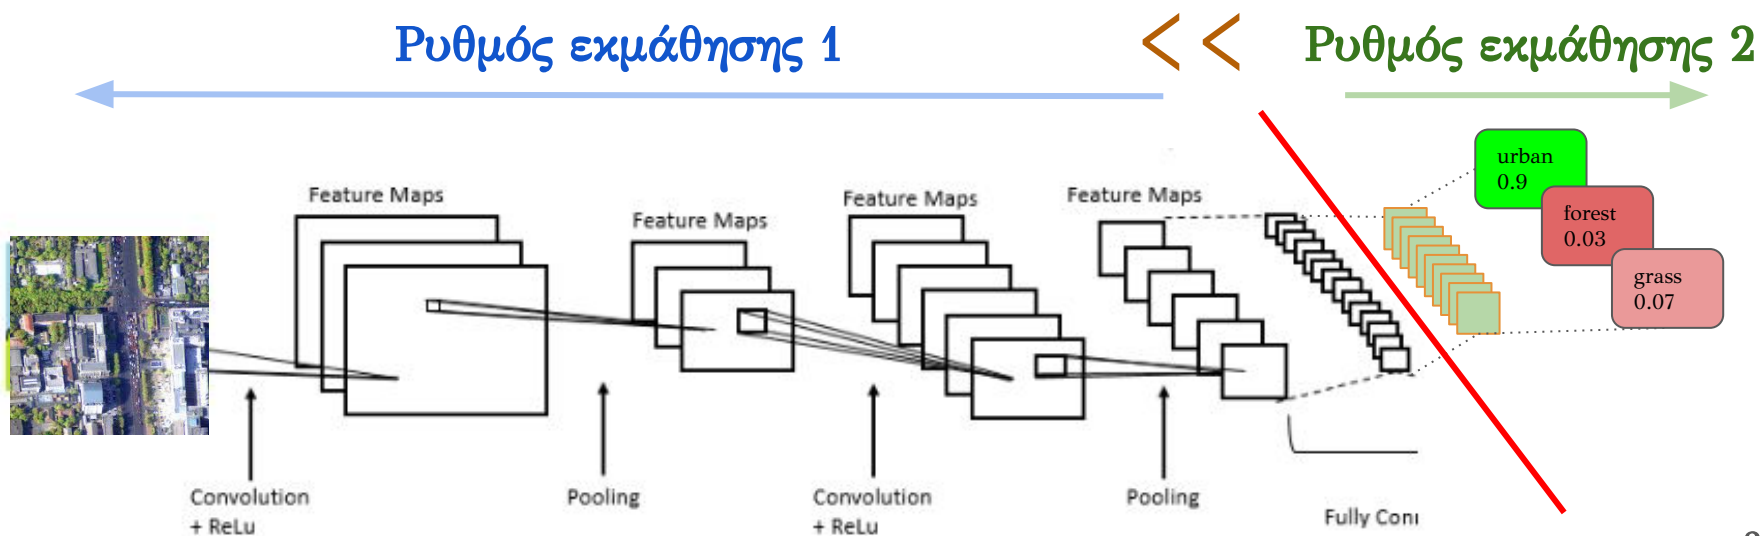 Ρυθμός εκμάθησης 1
<<
Ρυθμός εκμάθησης 2
urban
0.9
forest
0.03
grass
0.07
Feature Maps
Feature Maps
Feature Maps
Feature Maps
Convolution
+ ReLu
Pooling
Convolution
+ ReLu
Pooling
Fully